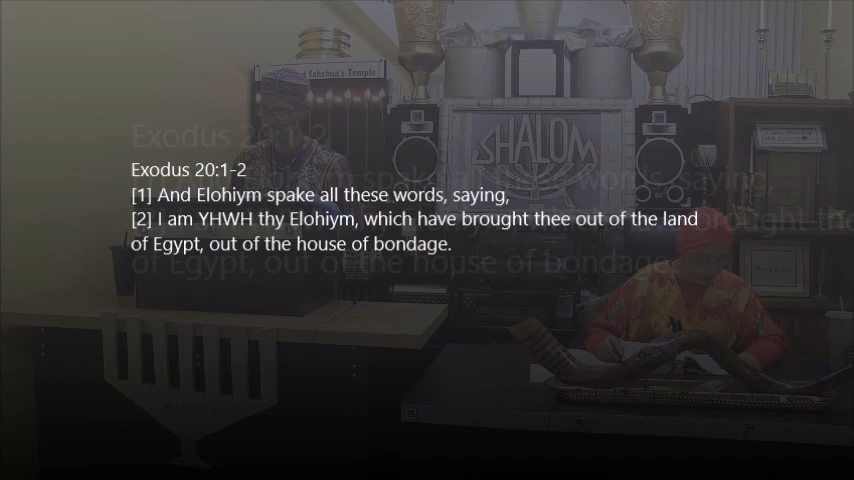 Yahshua's Temple
SHALOM
Exodus 20:1-2
[1] And Elohiym spake all these words, saying,
[2] I am YHWH thy Elohiym, which have brought thee out of the land
of Egypt, out of the house of bondage.